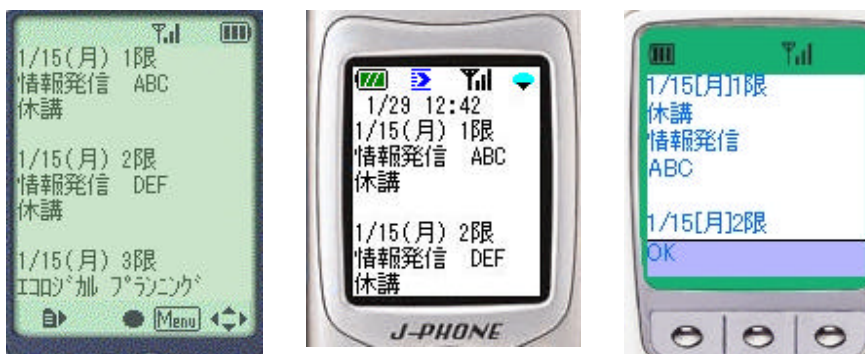 1/15(月) 1限
情報発信 ABC
休講
1/15(月) 2限
情報発信 DEF
休講
1/15(月) 3限
ｴｺﾛｼﾞｶﾙ ﾌﾟﾗﾝﾆﾝｸﾞ
Menu
1/29 12:42
1/15(月) 1限
情報発信 ABC
休講
1/15(月) 2限
情報発信 DEF
休講
J-PHONE
1/15[月]1限
休講
情報発信
ABC
1/15[月]2限
OK